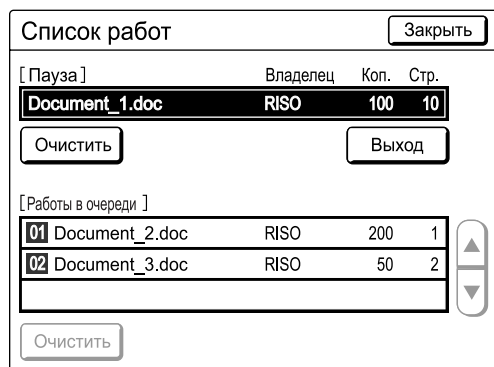 Список работ Закрыть
[Пауза] Владелец Коп. Стр.
Document_1.doc RISO 100 10
Очистить Выход
[Работы в очереди ]
01 Document_2.doc RISO 200 1
02 Document_3.doc RISO 50 2
Очистить